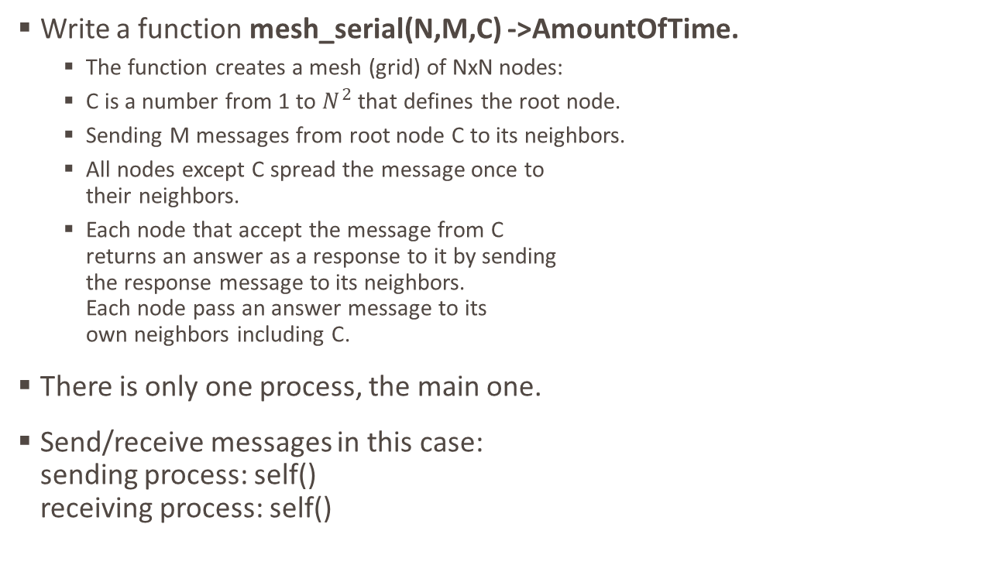 ▪ Write a function mesh_serial(N,M,C) ->AmountOfTime.
▪ The function creates a mesh (grid) of NxN nodes:
▪ C is a number from 1 to N² that defines the root node.
▪ Sending M messages from root node C to its neighbors.
▪ All nodes except C spread the message once to
their neighbors.
▪ Each node that accept the message from C
returns an answer as a response to it by sending
the response message to its neighbors.
Each node pass an answer message to its
own neighbors including C.
▪ There is only one process, the main one.
▪ Send/receive messages in this case:
sending process: self()
receiving process: self()